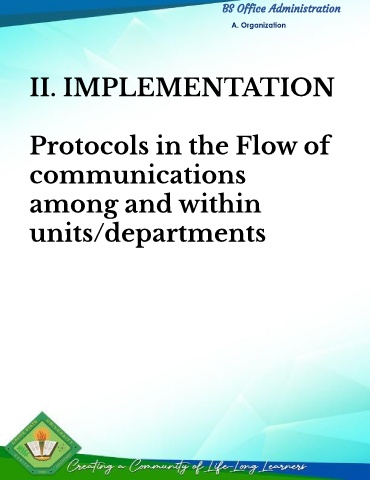 BS Office Administration
A. Organization
II. IMPLEMENTATION
Protocols in the Flow of
communications
among and within
units/departments
Creating a Community of Life-Long Learners